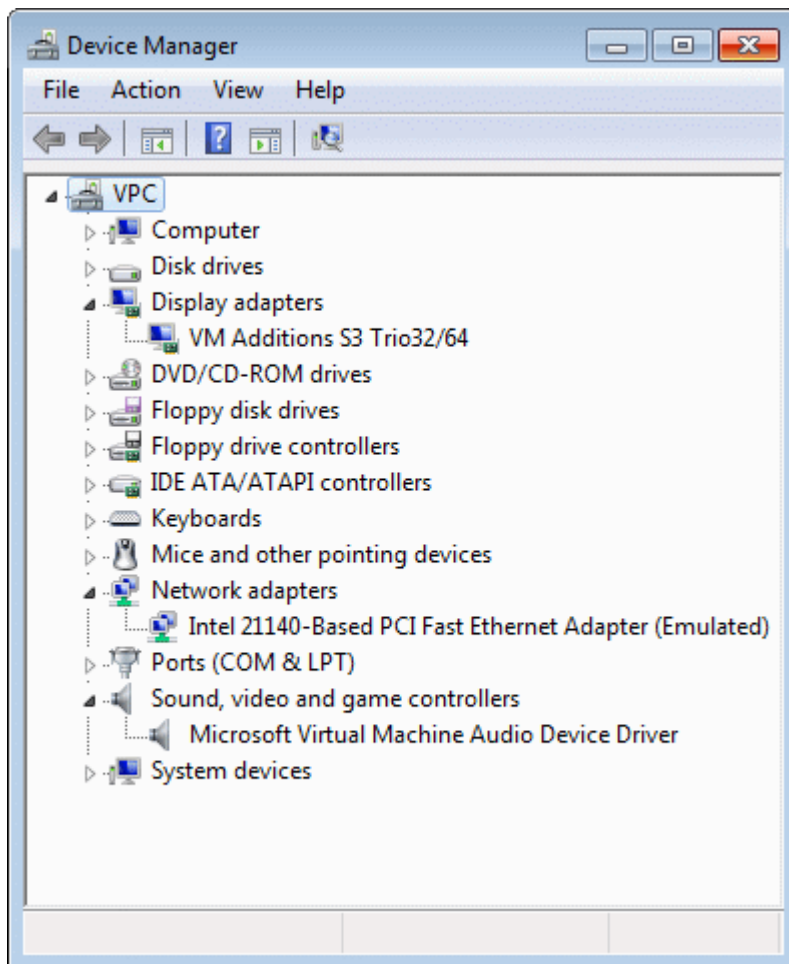 Device Manager
File Action View Help
VPC
Computer
Disk drives
Display adapters
VM Additions S3 Trio32/64
DVD/CD-ROM drives
Floppy disk drives
Floppy drive controllers
IDE ATA/ATAPI controllers
Keyboards
Mice and other pointing devices
Network adapters
Intel 21140-Based PCI Fast Ethernet Adapter (Emulated)
Ports (COM & LPT)
Sound, video and game controllers
Microsoft Virtual Machine Audio Device Driver
System devices